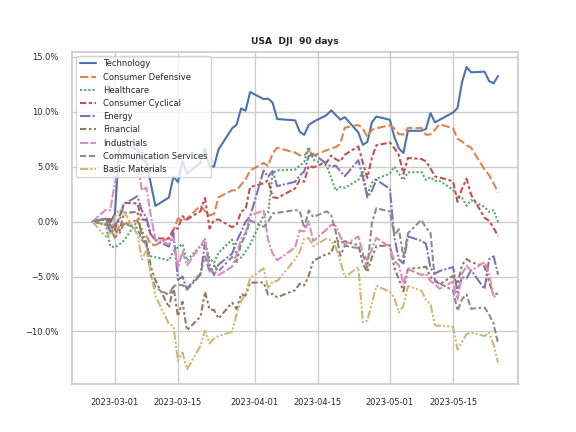 USA DJI 90 days
15.0%
10.0%
5.0%
0.0%
−5.0%
−10.0%
Technology
Consumer Defensive
Healthcare
Consumer Cyclical
Energy
Financial
Industrials
Communication Services
Basic Materials
2023-03-01 2023-03-15 2023-04-01 2023-04-15 2023-05-01 2023-05-15